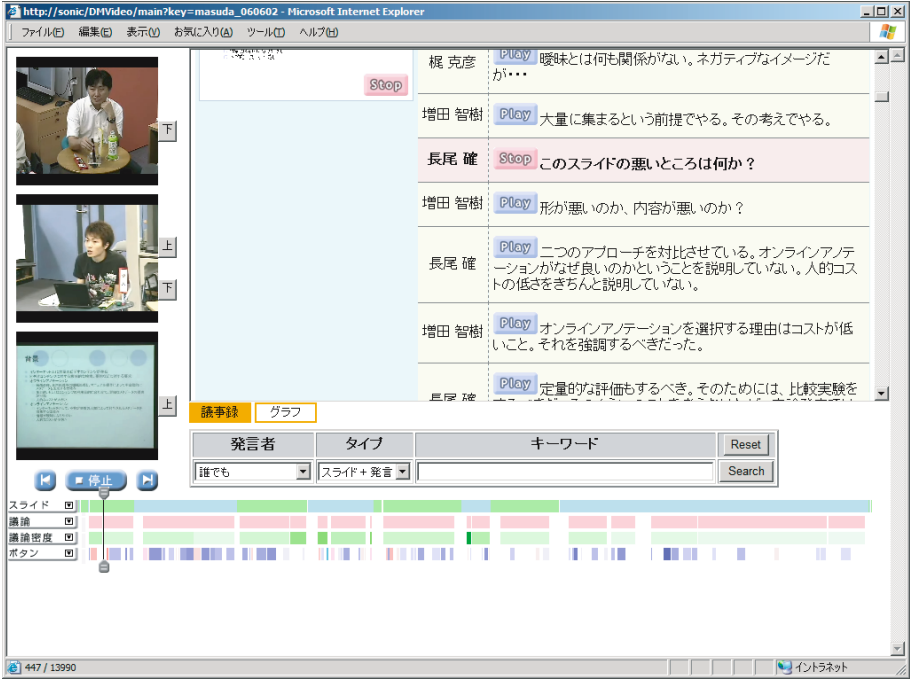 http://sonic/DMVideo/main?key=masuda_060602 - Microsoft Internet Explorer
ファイル(F) 編集(E) 表示(V) お気に入り(A) ツール(T) ヘルプ(H)
Stop
下
上
下
上
背景
梶 克彦
Play 曖昧とは何も関係がない。ネガティブなイメージだ
が・・・
増田 智樹
Play 大量に集まるという前提でやる。その考えでやる。
長尾 確
Stop このスライドの悪いところは何か？
増田 智樹
Play 形が悪いのか、内容が悪いのか？
長尾 確
Play 二つのアプローチを対比させている。オンラインアノテ
ーションがなぜ良いのかということを説明していない。人的コス
トの低さをきちんと説明していない。
増田 智樹
Play オンラインアノテーションを選択する理由はコストが低
いこと。それを強調するべきだった。
長尾 確
Play 定量的な評価もするべき。そのためには、比較実験を
議事録 グラフ
発言者 タイプ キーワード Reset
誰でも スライド + 発言 Search
停止
スライド
議論
議論密度
ボタン
447 / 13990
イントラネット